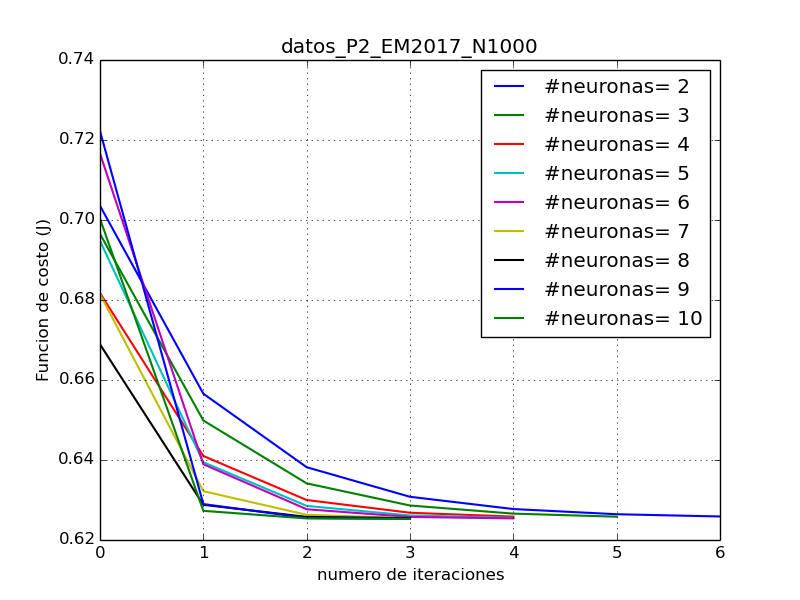 datos_P2_EM2017_N1000
0.74
0.72
0.70
0.68
0.66
0.64
0.62
Funcion de costo (J)
#neuronas= 2
#neuronas= 3
#neuronas= 4
#neuronas= 5
#neuronas= 6
#neuronas= 7
#neuronas= 8
#neuronas= 9
#neuronas= 10
0 1 2 3 4 5 6
numero de iteraciones